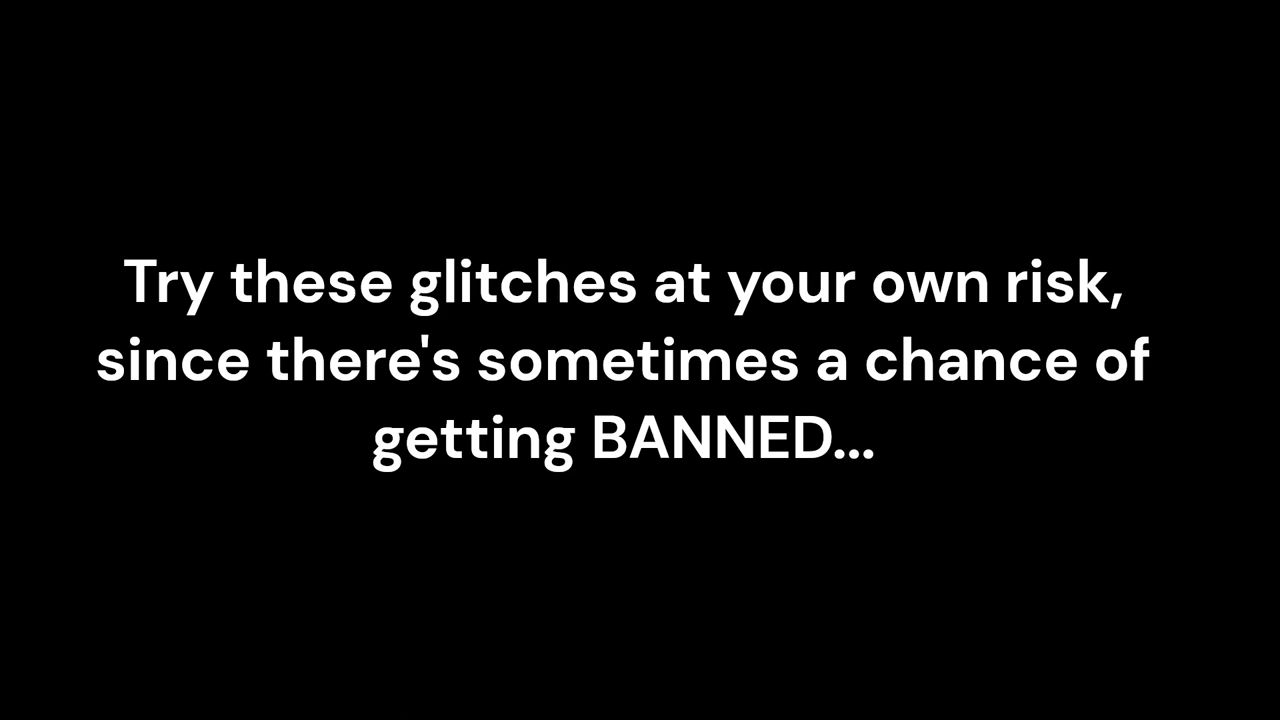 Try these glitches at your own risk,
since there's sometimes a chance of
getting BANNED...